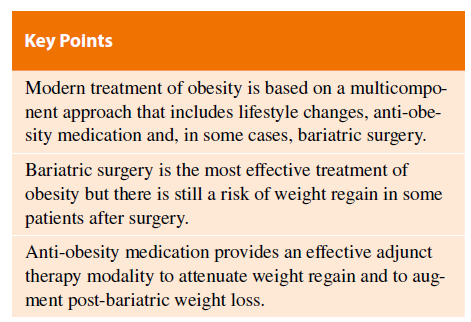 Key Points
Modern treatment of obesity is based on a multicompo-
nent approach that includes lifestyle changes, anti-obe-
sity medication and, in some cases, bariatric surgery.
Bariatric surgery is the most effective treatment of
obesity but there is still a risk of weight regain in some
patients after surgery.
Anti-obesity medication provides an effective adjunct
therapy modality to attenuate weight regain and to aug-
ment post-bariatric weight loss.